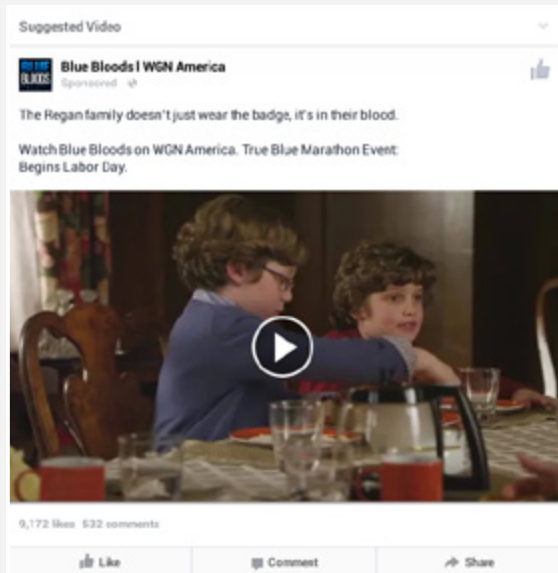 Suggested Video
BLUE
BLOODS
Blue Bloods l WGN America
Sponsored
The Regan family doesn't just wear the badge, it's in their blood.
Watch Blue Bloods on WGN America. True Blue Marathon Event:
Begins Labor Day.
9,172 likes 532 comments
Like
Comment
Share